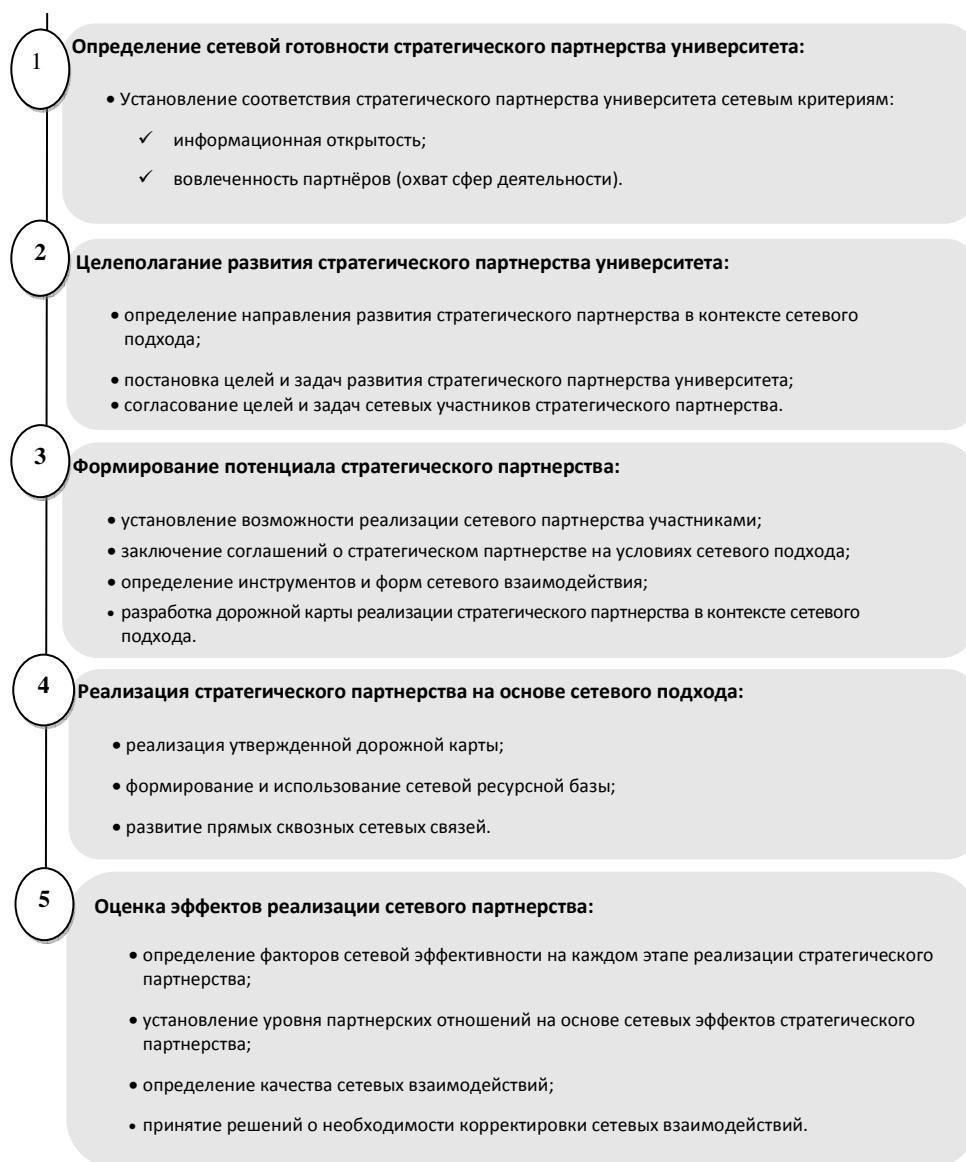 1
Определение сетевой готовности стратегического партнерства университета:
• Установление соответствия стратегического партнерства университета сетевым критериям:
✓ информационная открытость;
✓ вовлеченность партнёров (охват сфер деятельности).
2
Целеполагание развития стратегического партнерства университета:
• определение направления развития стратегического партнерства в контексте сетевого
подхода;
• постановка целей и задач развития стратегического партнерства университета;
• согласование целей и задач сетевых участников стратегического партнерства.
3
Формирование потенциала стратегического партнерства:
• установление возможности реализации сетевого партнерства участниками;
• заключение соглашений о стратегическом партнерстве на условиях сетевого подхода;
• определение инструментов и форм сетевого взаимодействия;
• разработка дорожной карты реализации стратегического партнерства в контексте сетевого
подхода.
4
Реализация стратегического партнерства на основе сетевого подхода:
• реализация утвержденной дорожной карты;
• формирование и использование сетевой ресурсной базы;
• развитие прямых сквозных сетевых связей.
5
Оценка эффектов реализации сетевого партнерства:
• определение факторов сетевой эффективности на каждом этапе реализации стратегического
партнерства;
• установление уровня партнерских отношений на основе сетевых эффектов стратегического
партнерства;
• определение качества сетевых взаимодействий;
• принятие решений о необходимости корректировки сетевых взаимодействий.